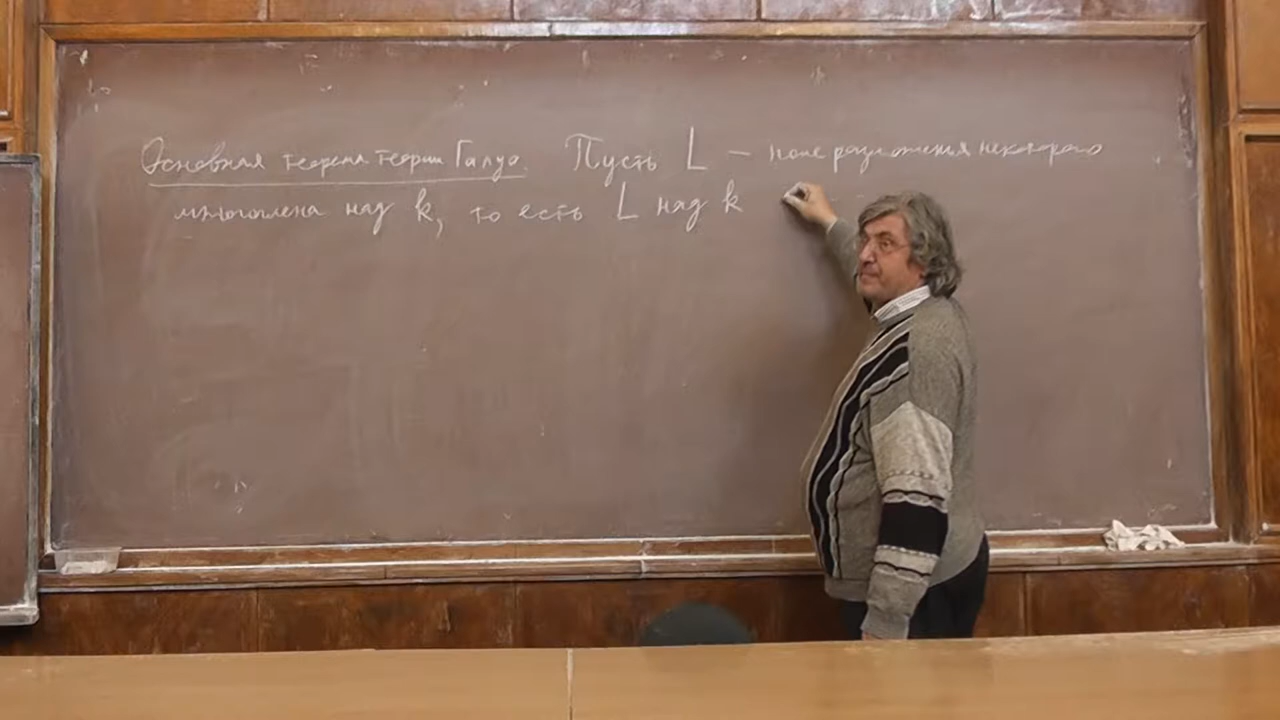 Основная теорема теории Галуа. Пусть L — поле разложения некоторого
многочлена над k, то есть L над k